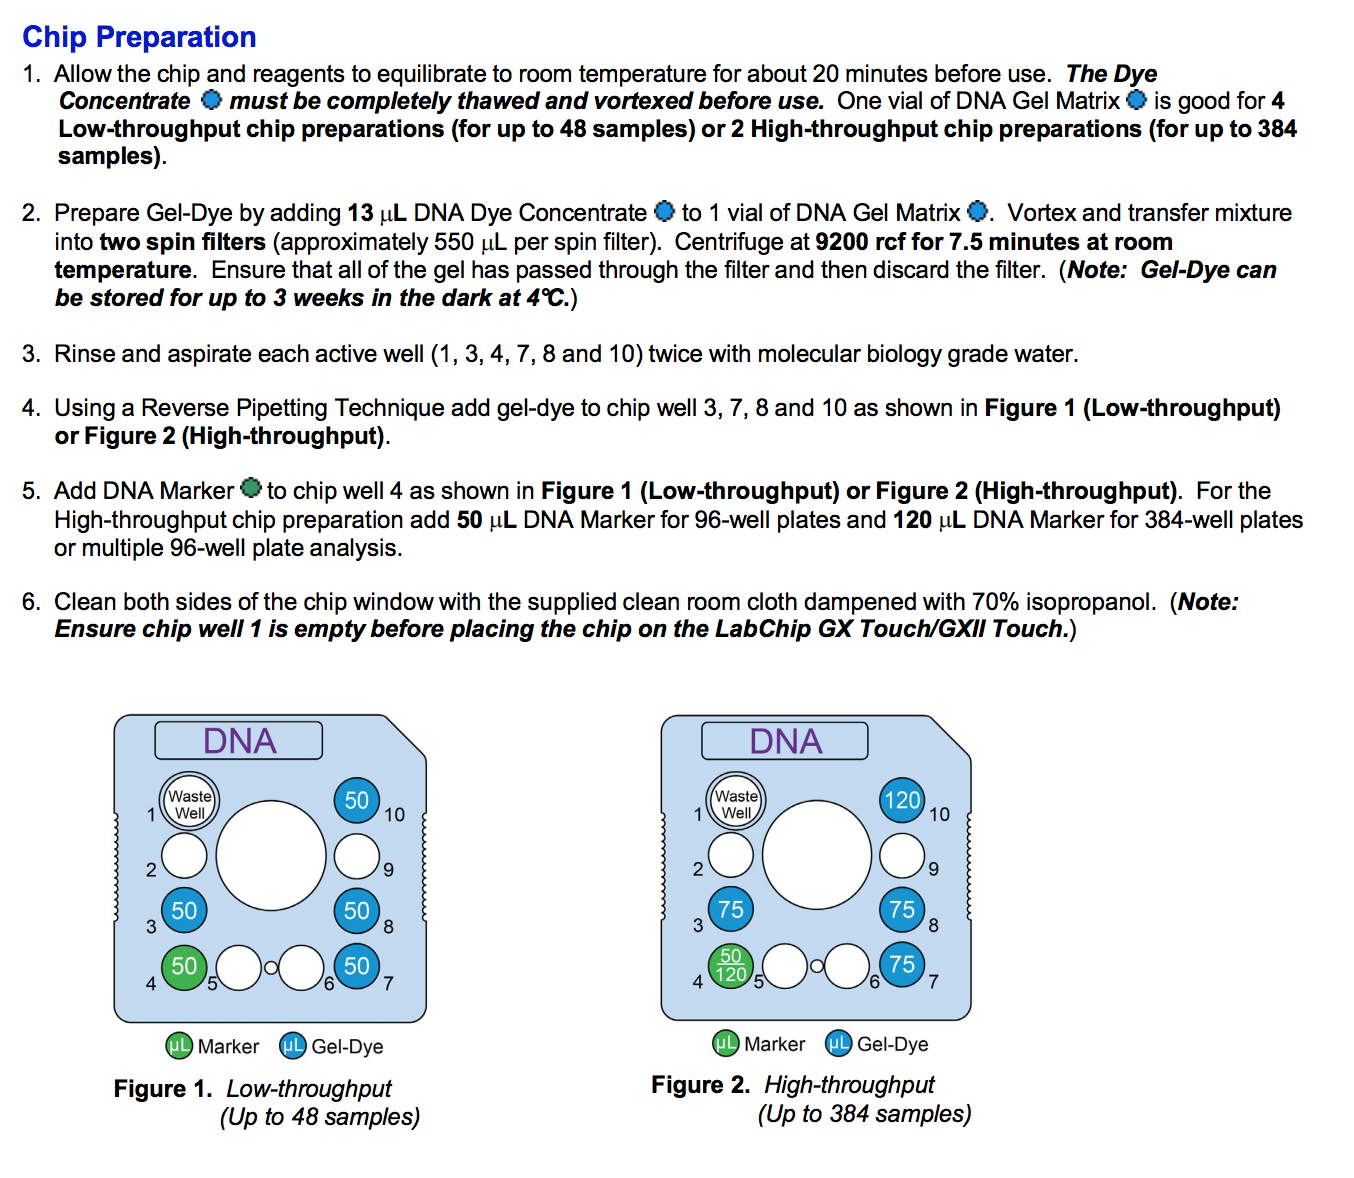 Chip Preparation
1. Allow the chip and reagents to equilibrate to room temperature for about 20 minutes before use. The Dye
Concentrate must be completely thawed and vortexed before use. One vial of DNA Gel Matrix is good for 4
Low-throughput chip preparations (for up to 48 samples) or 2 High-throughput chip preparations (for up to 384
samples).
2. Prepare Gel-Dye by adding 13 µL DNA Dye Concentrate to 1 vial of DNA Gel Matrix . Vortex and transfer mixture
into two spin filters (approximately 550 µL per spin filter). Centrifuge at 9200 rcf for 7.5 minutes at room
temperature. Ensure that all of the gel has passed through the filter and then discard the filter. (Note: Gel-Dye can
be stored for up to 3 weeks in the dark at 4℃.)
3. Rinse and aspirate each active well (1, 3, 4, 7, 8 and 10) twice with molecular biology grade water.
4. Using a Reverse Pipetting Technique add gel-dye to chip well 3, 7, 8 and 10 as shown in Figure 1 (Low-throughput)
or Figure 2 (High-throughput).
5. Add DNA Marker to chip well 4 as shown in Figure 1 (Low-throughput) or Figure 2 (High-throughput). For the
High-throughput chip preparation add 50 µL DNA Marker for 96-well plates and 120 µL DNA Marker for 384-well plates
or multiple 96-well plate analysis.
6. Clean both sides of the chip window with the supplied clean room cloth dampened with 70% isopropanol. (Note:
Ensure chip well 1 is empty before placing the chip on the LabChip GX Touch/GXII Touch.)
DNA
Waste
Well
1
50
10
2
9
50
3
50
8
50
4
5
6
50
7
µL Marker µL Gel-Dye
Figure 1. Low-throughput
(Up to 48 samples)
DNA
Waste
Well
1
120
10
2
9
75
3
75
8
50
120
4
5
6
75
7
µL Marker µL Gel-Dye
Figure 2. High-throughput
(Up to 384 samples)